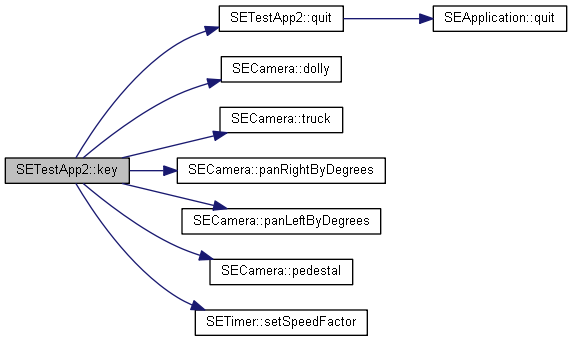 SETestApp2::quit
SEApplication::quit
SECamera::dolly
SECamera::truck
SETestApp2::key
SECamera::panRightByDegrees
SECamera::panLeftByDegrees
SECamera::pedestal
SETimer::setSpeedFactor